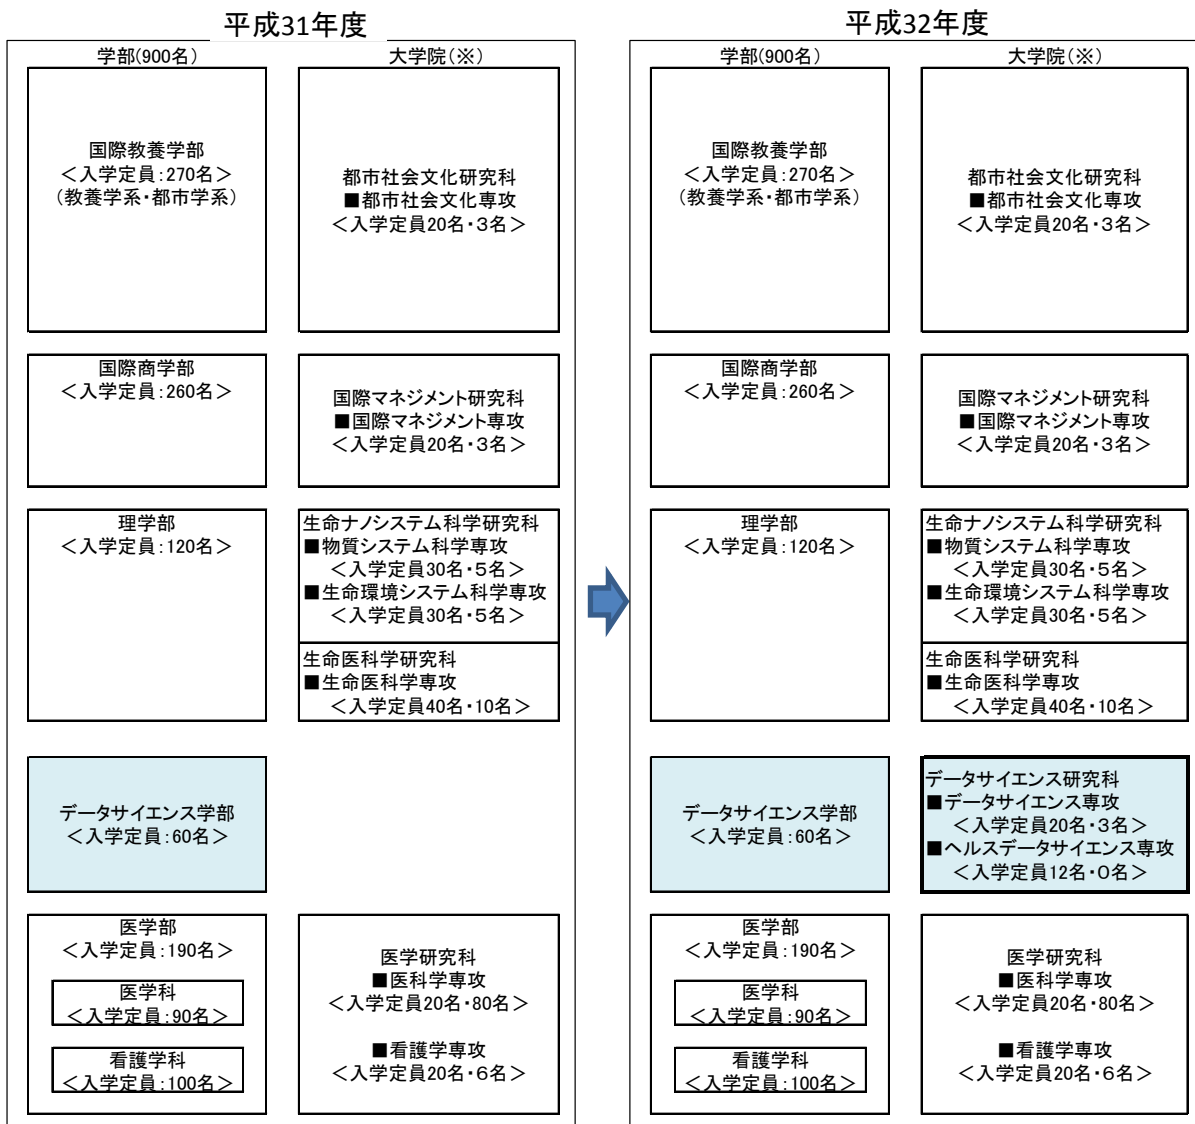 平成31年度
学部(900名)
国際教養学部
＜入学定員：270名＞
（教養学系・都市学系）
国際商学部
＜入学定員：260名＞
理学部
＜入学定員：120名＞
データサイエンス学部
＜入学定員：60名＞
医学部
＜入学定員：190名＞
医学科
＜入学定員：90名＞
看護学科
＜入学定員：100名＞
大学院（※）
都市社会文化研究科
■都市社会文化専攻
＜入学定員20名・３名＞
国際マネジメント研究科
■国際マネジメント専攻
＜入学定員20名・３名＞
生命ナノシステム科学研究科
■物質システム科学専攻
＜入学定員30名・５名＞
■生命環境システム科学専攻
＜入学定員30名・５名＞
生命医科学研究科
■生命医科学専攻
＜入学定員40名・10名＞
医学研究科
■医科学専攻
＜入学定員20名・80名＞
■看護学専攻
＜入学定員20名・６名＞
平成32年度
学部(900名)
国際教養学部
＜入学定員：270名＞
（教養学系・都市学系）
国際商学部
＜入学定員：260名＞
理学部
＜入学定員：120名＞
データサイエンス学部
＜入学定員：60名＞
医学部
＜入学定員：190名＞
医学科
＜入学定員：90名＞
看護学科
＜入学定員：100名＞
大学院（※）
都市社会文化研究科
■都市社会文化専攻
＜入学定員20名・３名＞
国際マネジメント研究科
■国際マネジメント専攻
＜入学定員20名・３名＞
生命ナノシステム科学研究科
■物質システム科学専攻
＜入学定員30名・５名＞
■生命環境システム科学専攻
＜入学定員30名・５名＞
生命医科学研究科
■生命医科学専攻
＜入学定員40名・10名＞
データサイエンス研究科
■データサイエンス専攻
＜入学定員20名・３名＞
■ヘルスデータサイエンス専攻
＜入学定員12名・０名＞
医学研究科
■医科学専攻
＜入学定員20名・80名＞
■看護学専攻
＜入学定員20名・６名＞